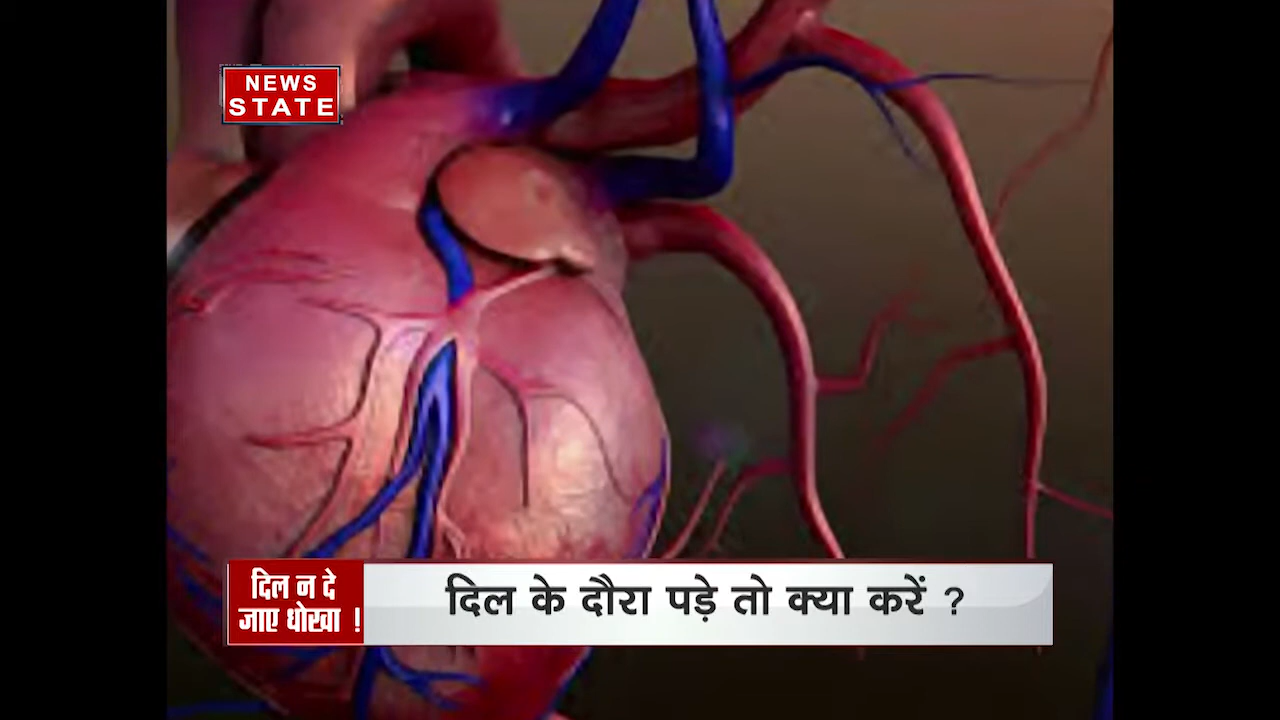 NEWS
STATE
दिल न दे
जाए धोखा !
दिल के दौरा पड़े तो क्या करें ?